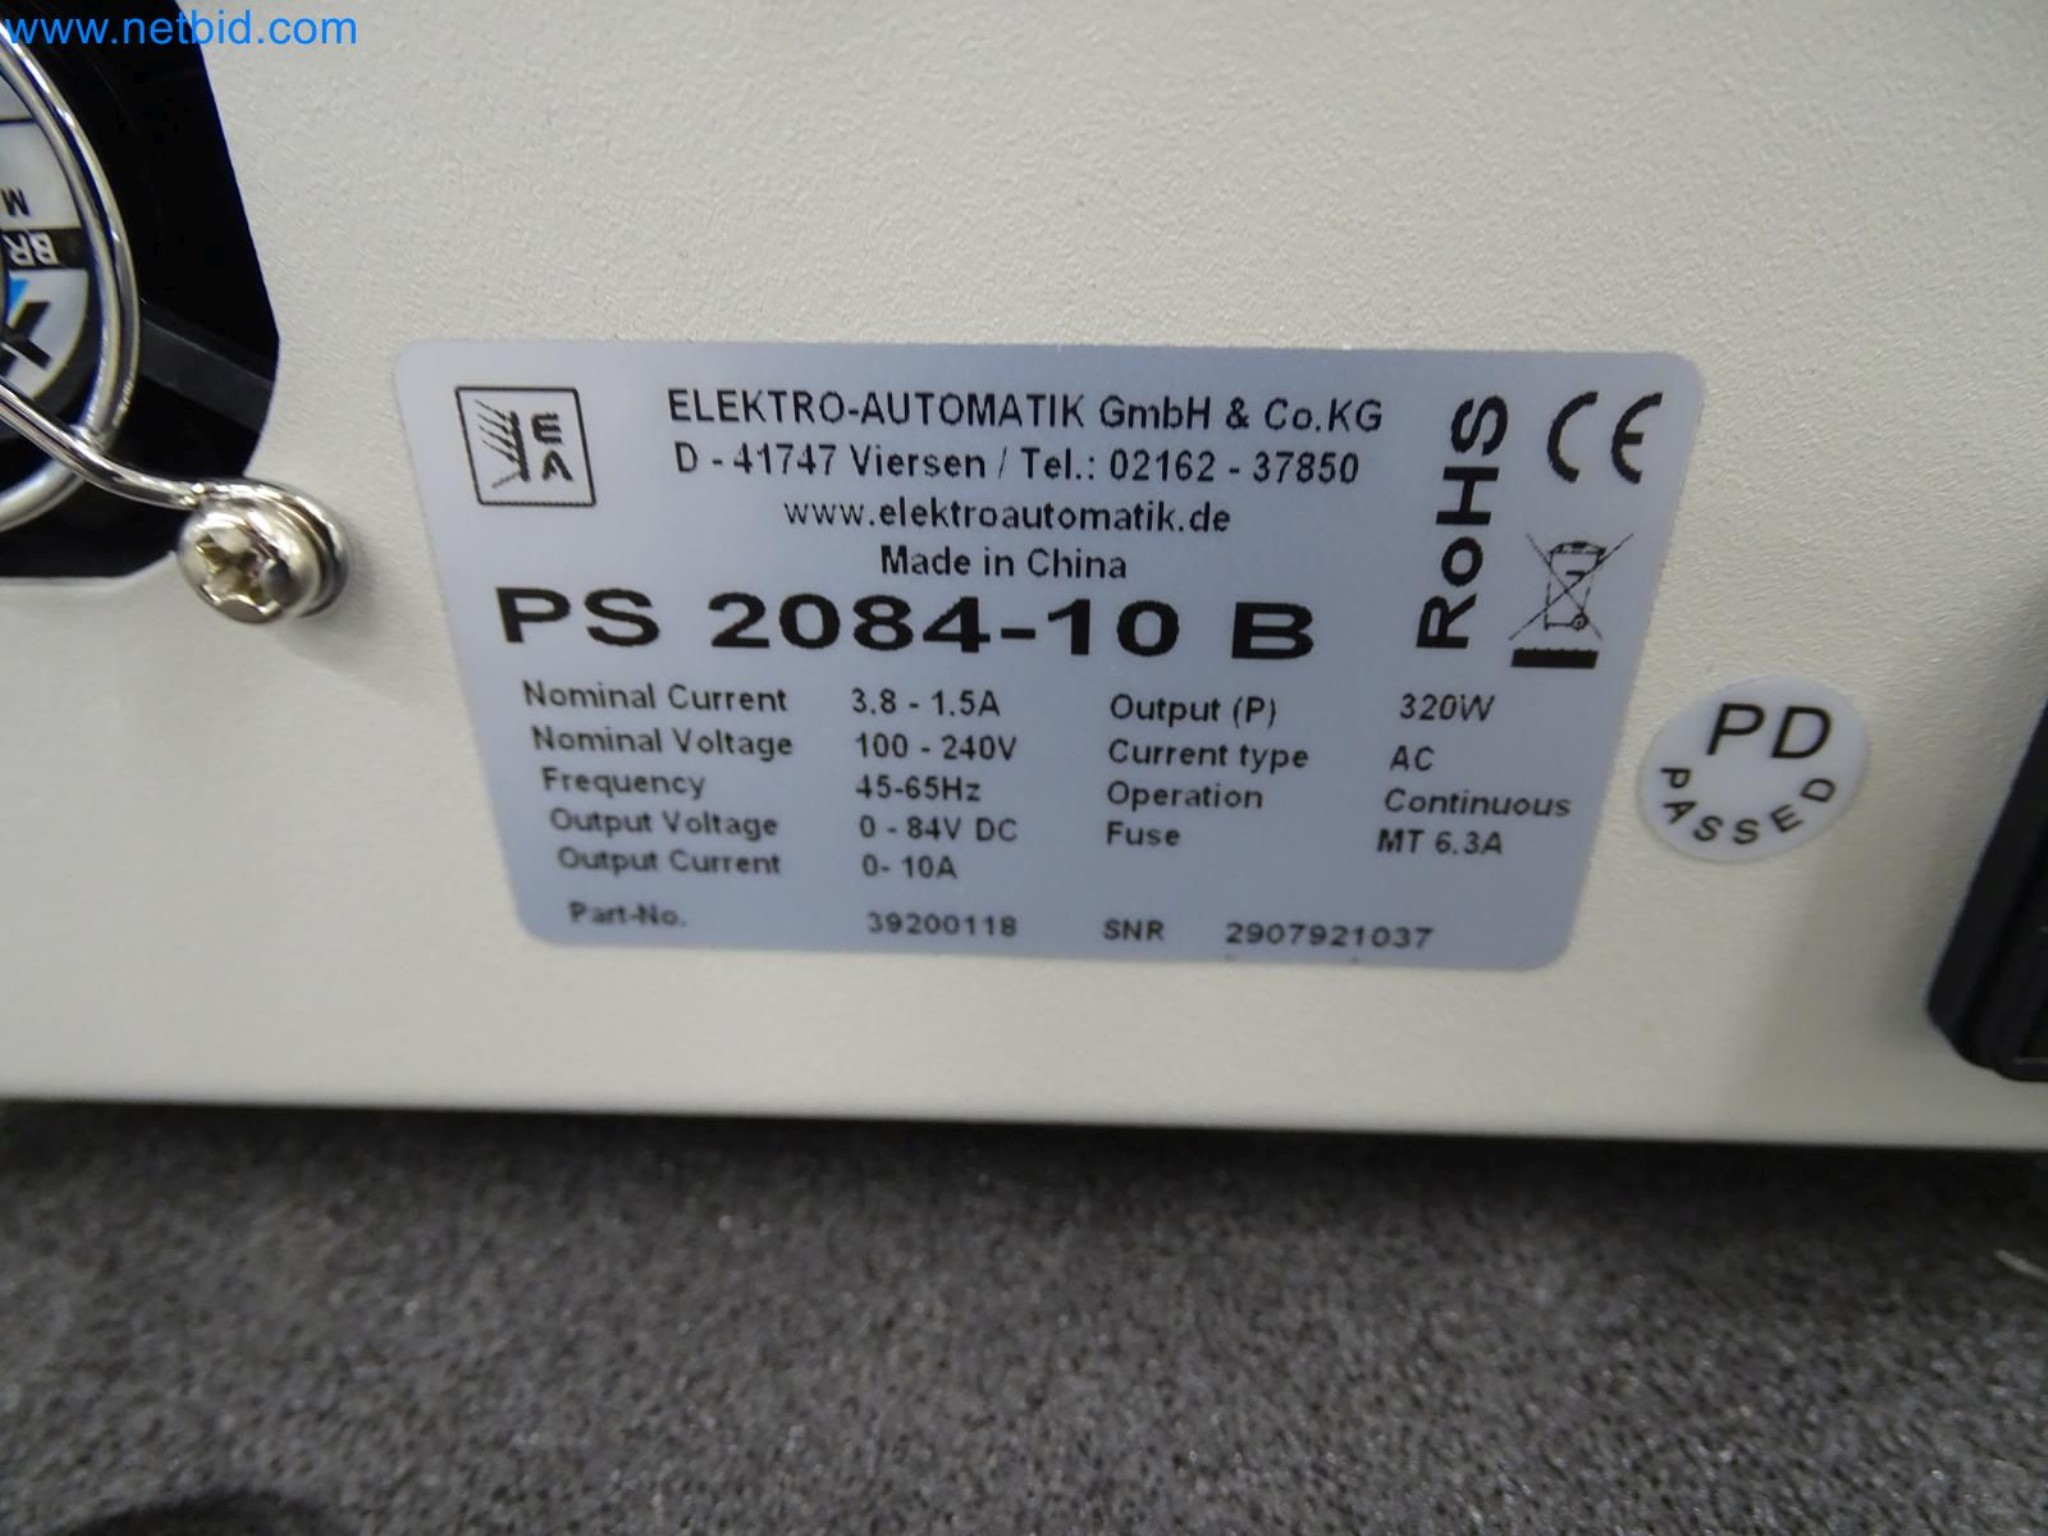 www.netbid.com
M
BR
EA
ELEKTRO-AUTOMATIK GmbH & Co.KG
D - 41747 Viersen / Tel.: 02162 - 37850
www.elektroautomatik.de
Made in China
RoHS CE
PS 2084-10 B
Nominal Current 3.8 - 1.5A Output (P) 320W
Nominal Voltage 100 - 240V Current type AC
Frequency 45-65Hz Operation Continuous
Output Voltage 0 - 84V DC Fuse MT 6.3A
Output Current 0- 10A
Part-No. 39200118 SNR 2907921037
PD
PASSED